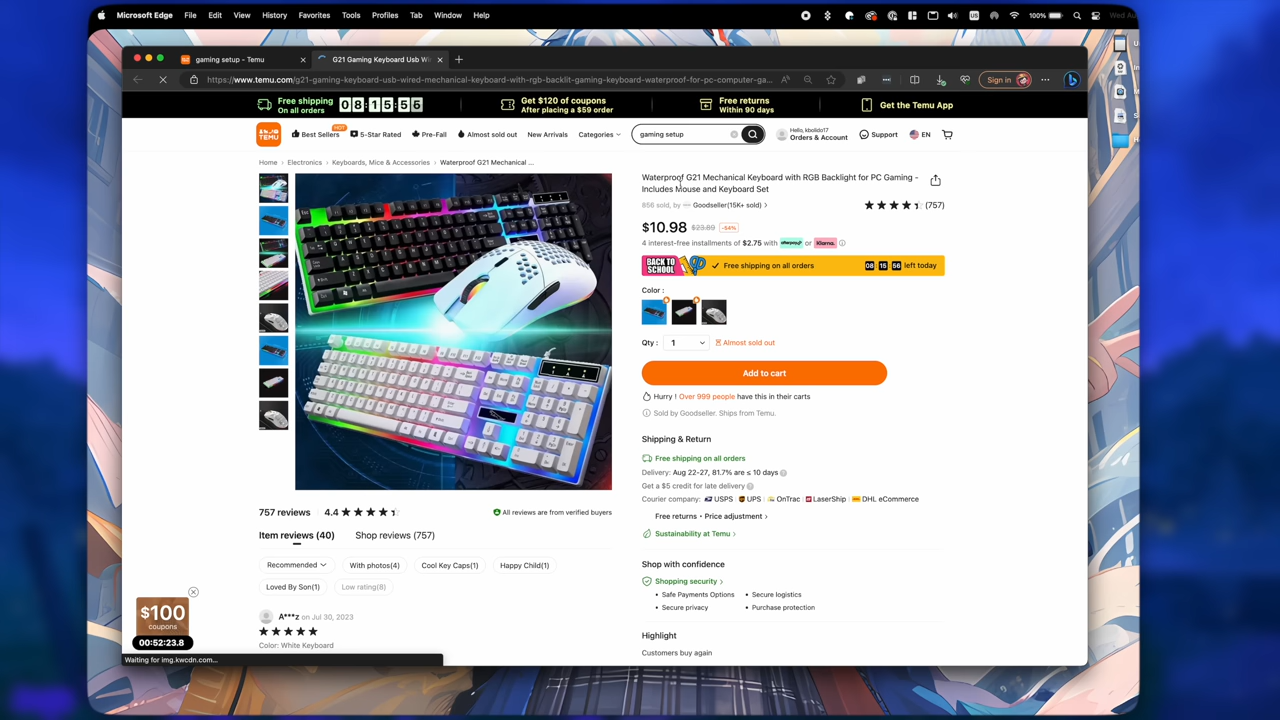 Microsoft Edge File Edit View History Favorites Tools Profiles Tab Window Help
US 100% Wed Au
gaming setup - Temu
G21 Gaming Keyboard Usb Wi
https://www.temu.com/g21-gaming-keyboard-usb-wired-mechanical-keyboard-with-rgb-backlit-gaming-keyboard-waterproof-for-pc-computer-ga...
Sign in
Free shipping
On all orders
08:15:56
Get $120 of coupons
After placing a $59 order
Free returns
Within 90 days
Get the Temu App
TEMU
Best Sellers
HOT
5-Star Rated
Pre-Fall
Almost sold out
New Arrivals
Categories
gaming setup
Hello, kbolido17
Orders & Account
Support
EN
Home > Electronics > Keyboards, Mice & Accessories > Waterproof G21 Mechanical ...
Waterproof G21 Mechanical Keyboard with RGB Backlight for PC Gaming -
Includes Mouse and Keyboard Set
856 sold, by Goodseller(15K+ sold) >
(757)
$10.98 $23.89 -54%
4 interest-free installments of $2.75 with afterpay or Klarna.
BACK TO
SCHOOL
Free shipping on all orders
08:15:56 left today
Color :
Qty : 1
Almost sold out
Add to cart
Hurry ! Over 999 people have this in their carts
Sold by Goodseller. Ships from Temu.
Shipping & Return
Free shipping on all orders
Delivery: Aug 22-27, 81.7% are ≤ 10 days
Get a $5 credit for late delivery
Courier company: USPS UPS OnTrac LaserShip DHL eCommerce
Free returns • Price adjustment >
Sustainability at Temu >
Shop with confidence
Shopping security >
• Safe Payments Options • Secure logistics
• Secure privacy • Purchase protection
Highlight
Customers buy again
757 reviews 4.4
All reviews are from verified buyers
Item reviews (40) Shop reviews (757)
Recommended
With photos(4)
Cool Key Caps(1)
Happy Child(1)
Loved By Son(1)
Low rating(8)
A***z on Jul 30, 2023
Color: White Keyboard
$100
coupons
00:52:23.8
Waiting for img.kwcdn.com...